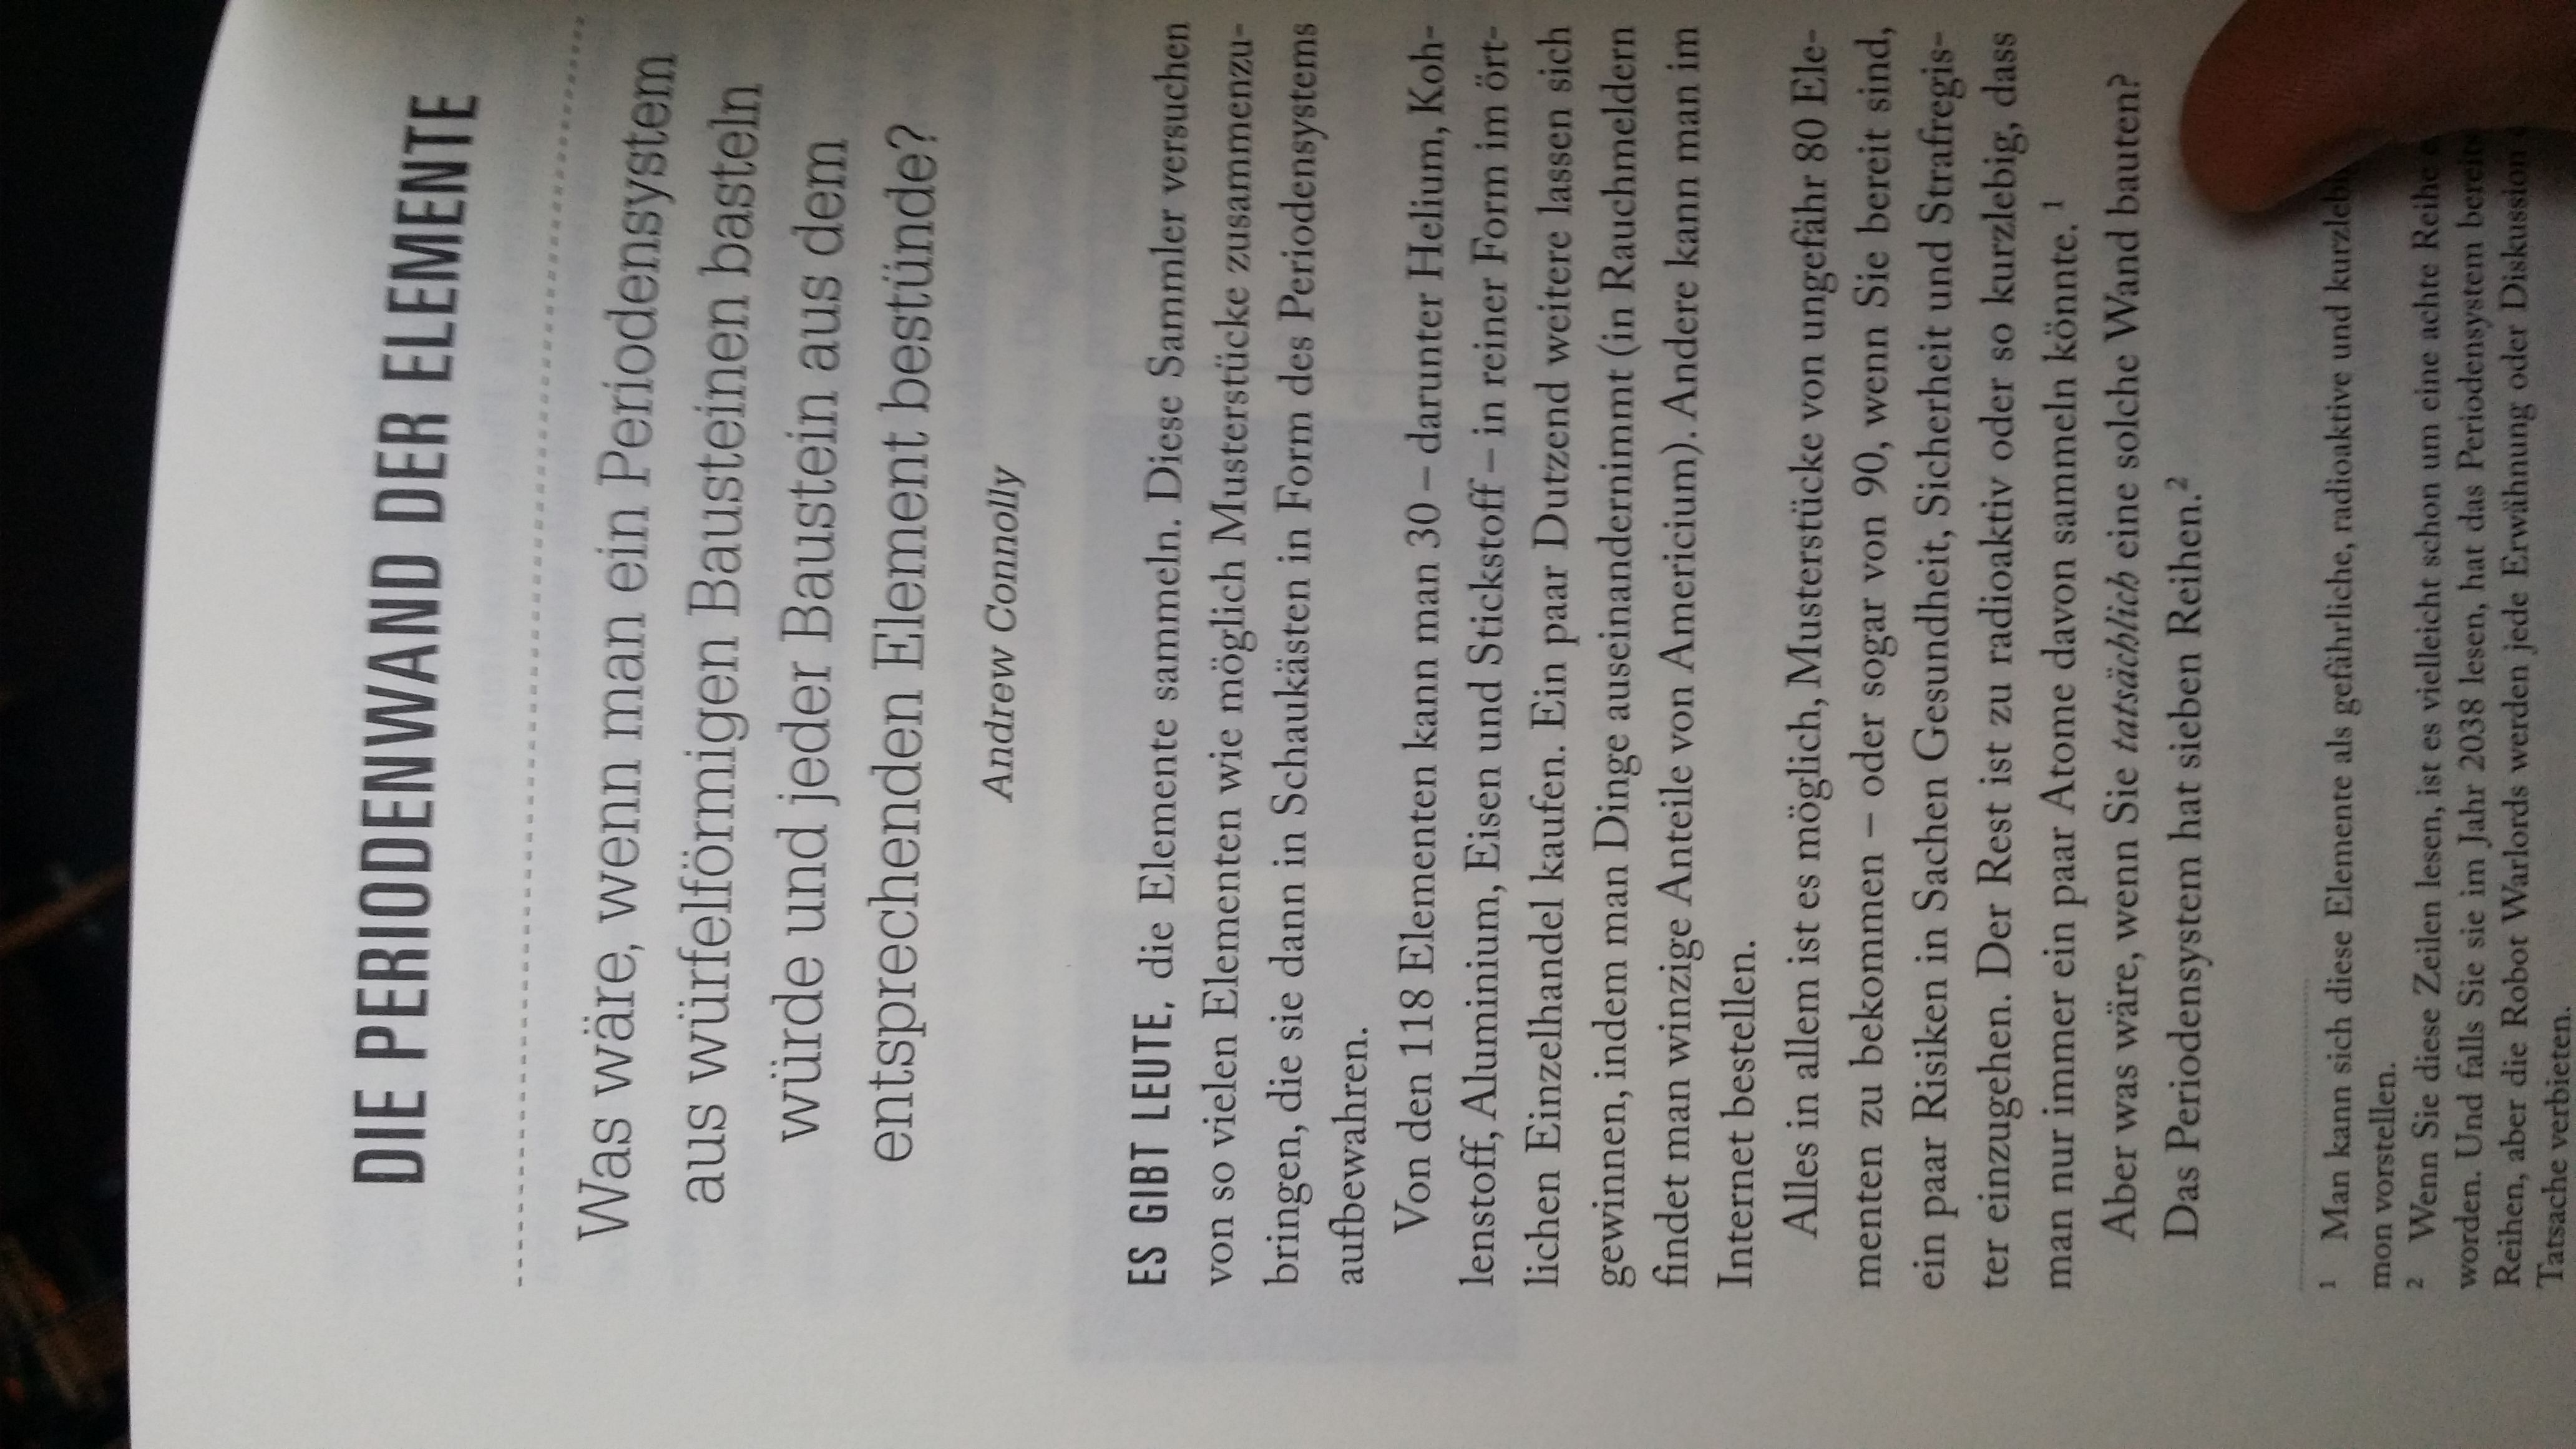 DIE PERIODENWAND DER ELEMENTE
Was wäre, wenn man ein Periodensystem
aus würfelförmigen Bausteinen basteln
würde und jeder Baustein aus dem
entsprechenden Element bestünde?
Andrew Connolly
ES GIBT LEUTE, die Elemente sammeln. Diese Sammler versuchen
von so vielen Elementen wie möglich Musterstücke zusammenzu-
bringen, die sie dann in Schaukästen in Form des Periodensystems
aufbewahren.
Von den 118 Elementen kann man 30 – darunter Helium, Koh-
lenstoff, Aluminium, Eisen und Stickstoff – in reiner Form im ört-
lichen Einzelhandel kaufen. Ein paar Dutzend weitere lassen sich
gewinnen, indem man Dinge auseinandernimmt (in Rauchmeldern
findet man winzige Anteile von Americium). Andere kann man im
Internet bestellen.
Alles in allem ist es möglich, Musterstücke von ungefähr 80 Ele-
menten zu bekommen – oder sogar von 90, wenn Sie bereit sind,
ein paar Risiken in Sachen Gesundheit, Sicherheit und Strafregis-
ter einzugehen. Der Rest ist zu radioaktiv oder so kurzlebig, dass
man nur immer ein paar Atome davon sammeln könnte. 1
Aber was wäre, wenn Sie tatsächlich eine solche Wand bauten?
Das Periodensystem hat sieben Reihen.2
1 Man kann sich diese Elemente als gefährliche, radioaktive und
mon vorstellen.
2 Wenn Sie diese Zeilen lesen, ist es vielleicht schon um eine achte Reihe
worden. Und falls Sie sie im Jahr 2038 lesen, hat das Periodensystem bereits
Reihen, aber die Robot Warlords werden jede Erwähnung oder Diskussion
Tatsache verbieten.